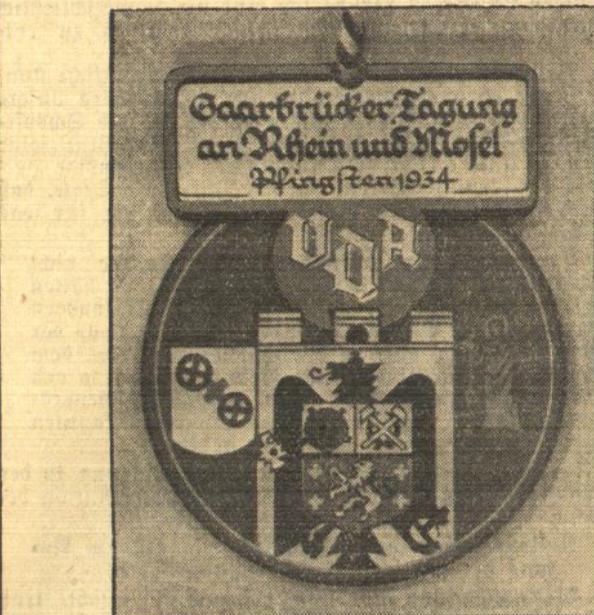 Saarbrücker Tagung
an Rhein und Mosel
Pfingsten 1934
VDA